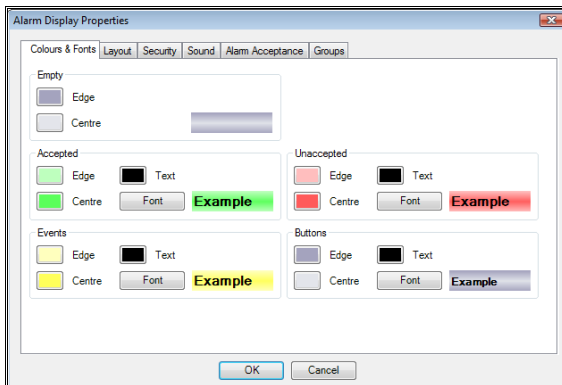 Alarm Display Properties
Colours & Fonts Layout Security Sound Alarm Acceptance Groups
Empty
Edge
Centre
Accepted
Edge Text
Centre Font Example
Unaccepted
Edge Text
Centre Font Example
Events
Edge Text
Centre Font Example
Buttons
Edge Text
Centre Font Example
OK Cancel